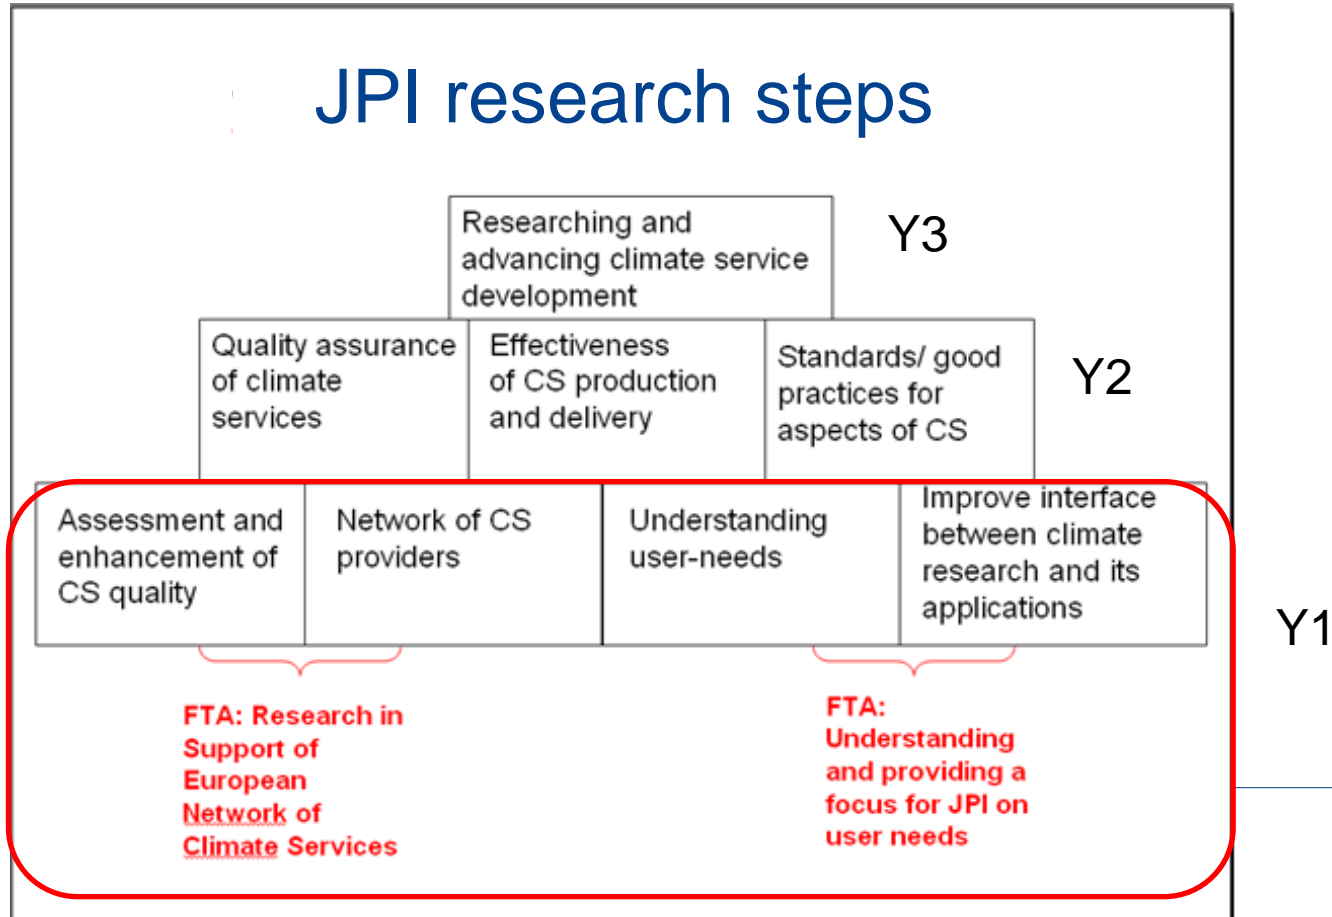 JPI research steps
Researching and
advancing climate service
development
Y3
Quality assurance
of climate
services
Effectiveness
of CS production
and delivery
Standards/ good
practices for
aspects of CS
Y2
Assessment and
enhancement of
CS quality
Network of CS
providers
Understanding
user-needs
Improve interface
between climate
research and its
applications
Y1
FTA: Research in
Support of
European
Network of
Climate Services
FTA:
Understanding
and providing a
focus for JPI on
user needs